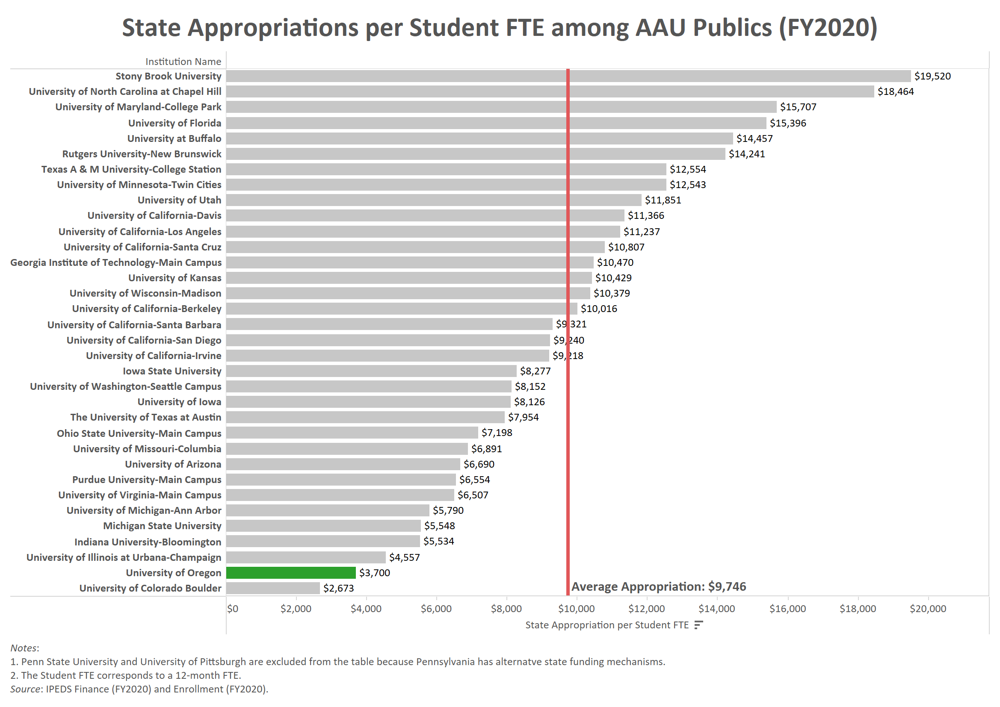 State Appropriations per Student FTE among AAU Publics (FY2020)
Institution Name
Stony Brook University $19,520
University of North Carolina at Chapel Hill $18,464
University of Maryland-College Park $15,707
University of Florida $15,396
University at Buffalo $14,457
Rutgers University-New Brunswick $14,241
Texas A & M University-College Station $12,554
University of Minnesota-Twin Cities $12,543
University of Utah $11,851
University of California-Davis $11,366
University of California-Los Angeles $11,237
University of California-Santa Cruz $10,807
Georgia Institute of Technology-Main Campus $10,470
University of Kansas $10,429
University of Wisconsin-Madison $10,379
University of California-Berkeley $10,016
University of California-Santa Barbara $9,321
University of California-San Diego $9,240
University of California-Irvine $9,218
Iowa State University $8,277
University of Washington-Seattle Campus $8,152
University of Iowa $8,126
The University of Texas at Austin $7,954
Ohio State University-Main Campus $7,198
University of Missouri-Columbia $6,891
University of Arizona $6,690
Purdue University-Main Campus $6,554
University of Virginia-Main Campus $6,507
University of Michigan-Ann Arbor $5,790
Michigan State University $5,548
Indiana University-Bloomington $5,534
University of Illinois at Urbana-Champaign $4,557
University of Oregon $3,700
University of Colorado Boulder $2,673 Average Appropriation: $9,746
$0 $2,000 $4,000 $6,000 $8,000 $10,000 $12,000 $14,000 $16,000 $18,000 $20,000
State Appropriation per Student FTE
Notes:
1. Penn State University and University of Pittsburgh are excluded from the table because Pennsylvania has alternatve state funding mechanisms.
2. The Student FTE corresponds to a 12-month FTE.
Source: IPEDS Finance (FY2020) and Enrollment (FY2020).